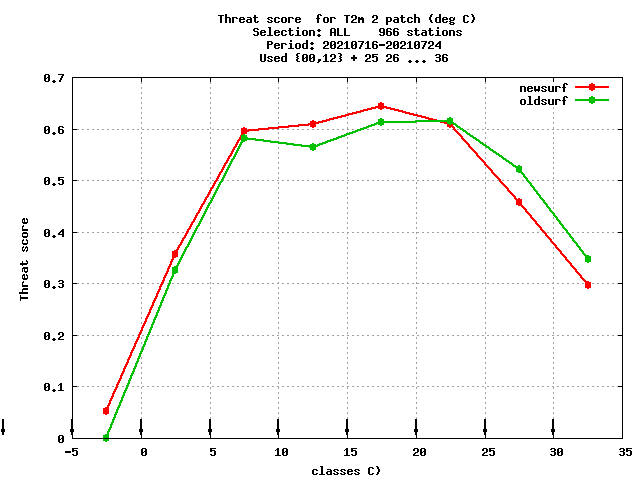 Threat score  for T2m 2 patch (deg C)
Selection: ALL    966 stations
Period: 20210716-20210724
Used {00,12} + 25 26 ... 36
newsurf
oldsurf
0.7
0.6
0.5
0.4
0.3
0.2
0.1
0
Threat score
-5 0 5 10 15 20 25 30 35
classes C)